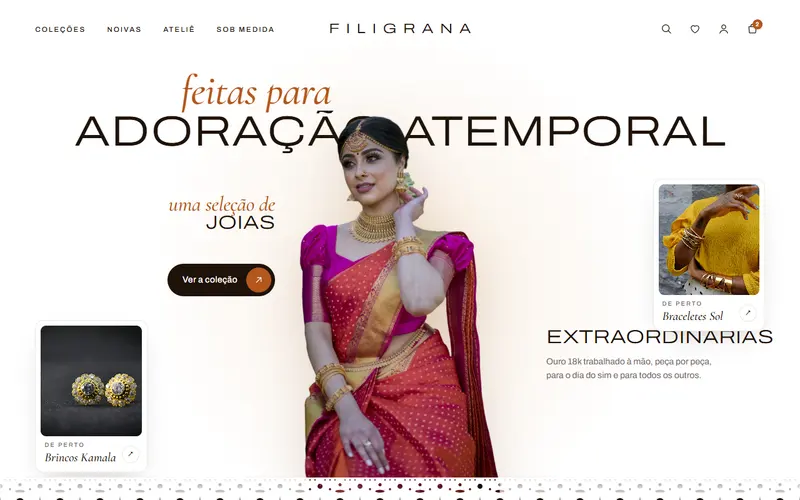 COLEÇÕES NOIVAS ATELIÊ SOB MEDIDA FILIGRANA 2
feitas para
ADORAÇÃO ATEMPORAL
uma seleção de
JOIAS
Ver a coleção
DE PERTO
Braceletes Sol
EXTRAORDINÁRIAS
Ouro 18k trabalhado à mão, peça por peça,
para o dia do sim e para todos os outros.
DE PERTO
Brincos Kamala